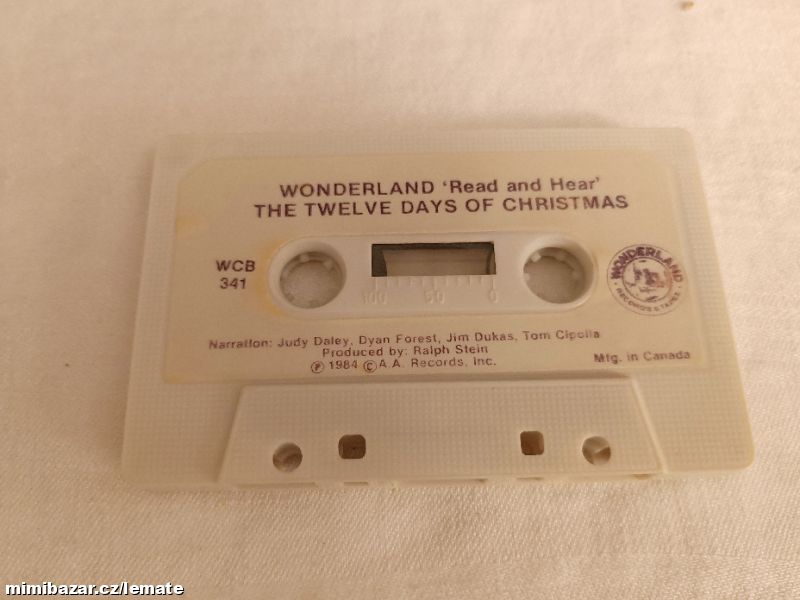 WONDERLAND 'Read and Hear'
THE TWELVE DAYS OF CHRISTMAS
WCB
341
100 50 0
WONDERLAND
RECORDS & TAPES
Narration: Judy Daley, Dyan Forest, Jim Dukas, Tom Cipolla
Produced by: Ralph Stein
Ⓟ 1984 © A.A. Records, Inc.
Mfg. in Canada
mimibazar.cz/lemate